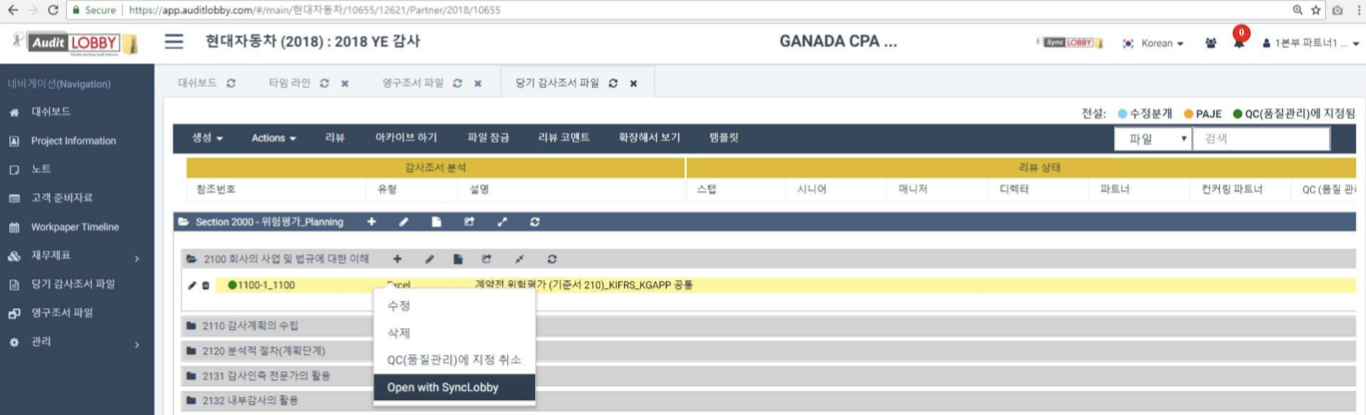 Secure | https://app.auditlobby.com/#/main/현대자동차/10655/12621/Partner/2018/10655
Audit LOBBY
현대자동차 (2018) : 2018 YE 감사
GANADA CPA ...
Sync LOBBY
Korean
0
1본부 파트너1 ...
네비게이션(Navigation)
대쉬보드
타임 라인
영구조서 파일
당기 감사조서 파일
대쉬보드
Project Information
노트
고객 준비자료
Workpaper Timeline
재무제표
당기 감사조서 파일
영구조서 파일
관리
전설: 수정분개 PAJE QC(품질관리)에 지정됨
생성 Actions 리뷰 아카이브 하기 파일 잠금 리뷰 코멘트 확장해서 보기 템플릿
파일 검색
감사조서 분석 리뷰 상태
참조번호 유형 설명 스탭 시니어 매니저 디렉터 파트너 컨커링 파트너 QC (품질 관
Section 2000 - 위험평가_Planning
2100 회사의 사업 및 법규에 대한 이해
1100-1_1100 Excel 계약전 위험평가 (기준서 210)_KIFRS_KGAPP 공통
수정
삭제
QC(품질관리)에 지정 취소
Open with SyncLobby
2110 감사계획의 수립
2120 분석적 절차(계획단계)
2131 감사인측 전문가의 활용
2132 내부감사의 활용